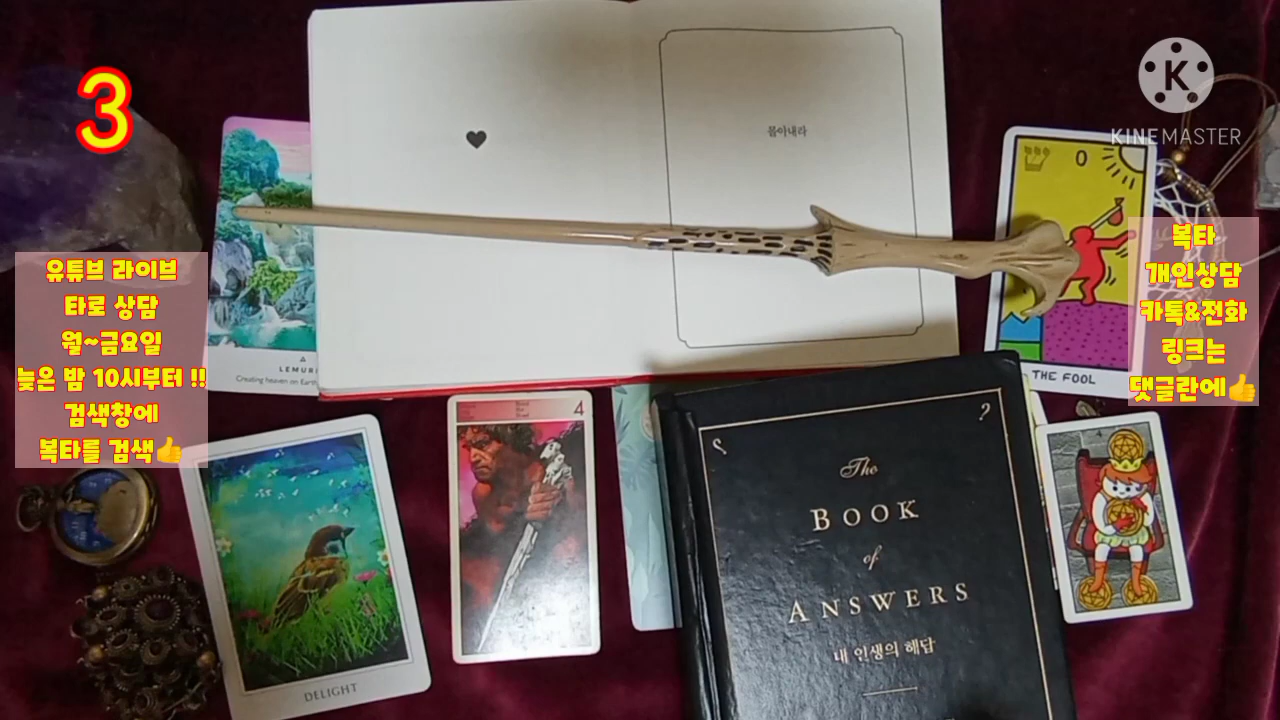 3
KINEMASTER
몰아내라
0
THE FOOL
유튜브 라이브
타로 상담
월~금요일
늦은 밤 10시부터 !!
검색창에
복타를 검색👍
복타
개인상담
카톡&전화
링크는
댓글란에👍
Creating heaven on Earth
4
DELIGHT
?
The
BOOK
of
ANSWERS
내 인생의 해답
4